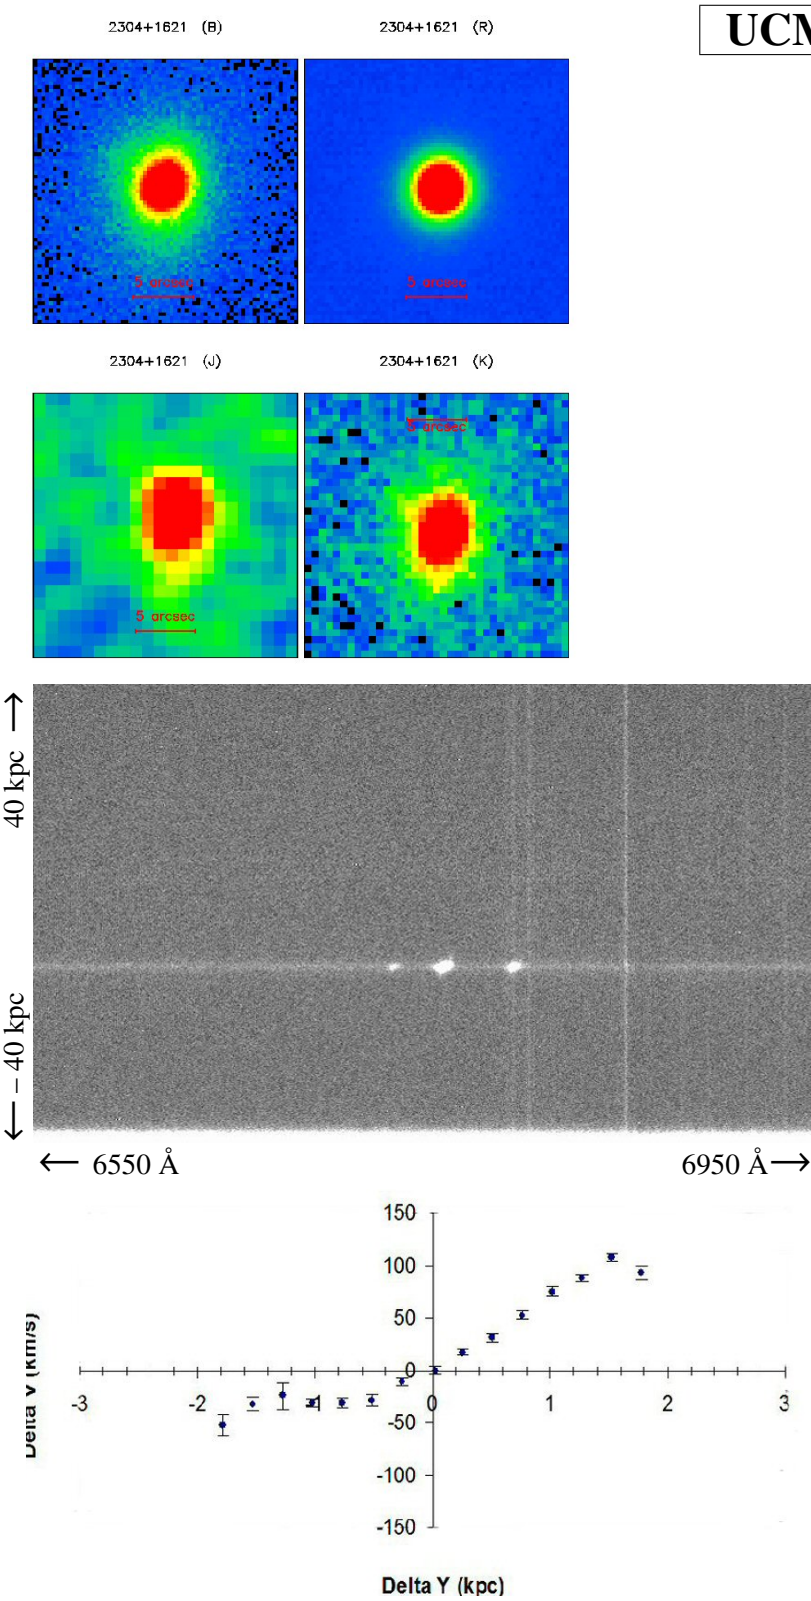 2304+1621 (B)
2304+1621 (R)
UCM
5 arcsec
5 arcsec
2304+1621 (J)
2304+1621 (K)
5 arcsec
5 arcsec
← −40 kpc
40 kpc →
← 6550 Å
6950 Å →
150
100
50
0
-50
-100
-150
-3
-2
-1
0
1
2
3
Delta V (km/s)
Delta Y (kpc)